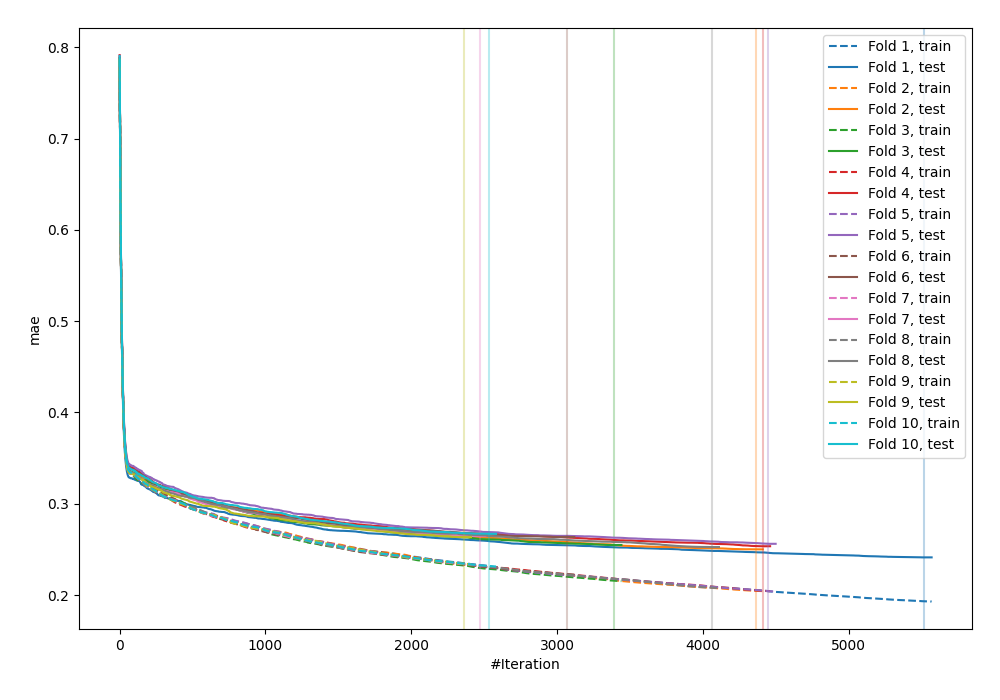 0.8
0.7
0.6
0.5
0.4
0.3
0.2
mae
0 1000 2000 3000 4000 5000
#Iteration
Fold 1, train
Fold 1, test
Fold 2, train
Fold 2, test
Fold 3, train
Fold 3, test
Fold 4, train
Fold 4, test
Fold 5, train
Fold 5, test
Fold 6, train
Fold 6, test
Fold 7, train
Fold 7, test
Fold 8, train
Fold 8, test
Fold 9, train
Fold 9, test
Fold 10, train
Fold 10, test